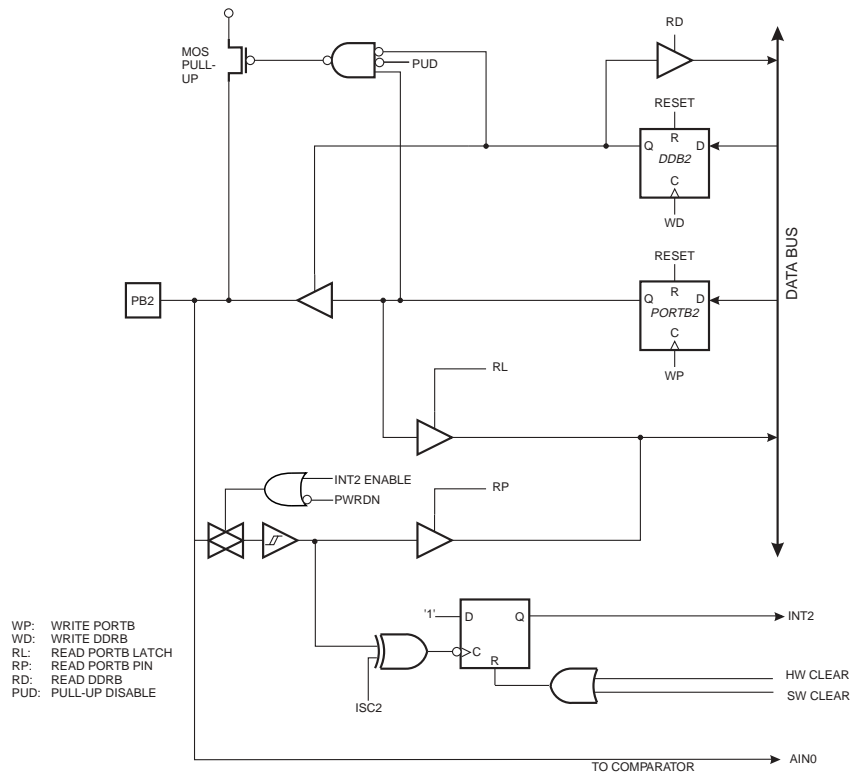 RD
MOS
PULL-
UP
PUD
RESET
R
Q
D
DDB2
C
WD
DATA BUS
RESET
R
PB2
Q
D
PORTB2
C
WP
RL
INT2 ENABLE
RP
PWRDN
'1'
D
Q
INT2
C
R
WP: WRITE PORTB
WD: WRITE DDRB
RL: READ PORTB LATCH
RP: READ PORTB PIN
RD: READ DDRB
PUD: PULL-UP DISABLE
ISC2
HW CLEAR
SW CLEAR
TO COMPARATOR
AIN0